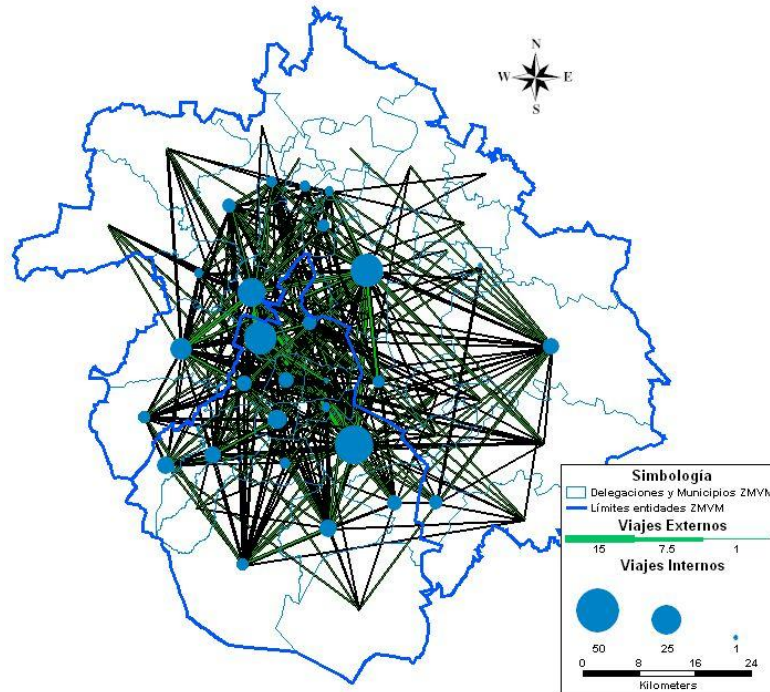 N
W E
S
Simbología
Delegaciones y Municipios ZMVM
Límites entidades ZMVM
Viajes Externos
15 7.5 1
Viajes Internos
50 25 1
0 8 16 24
Kilometers